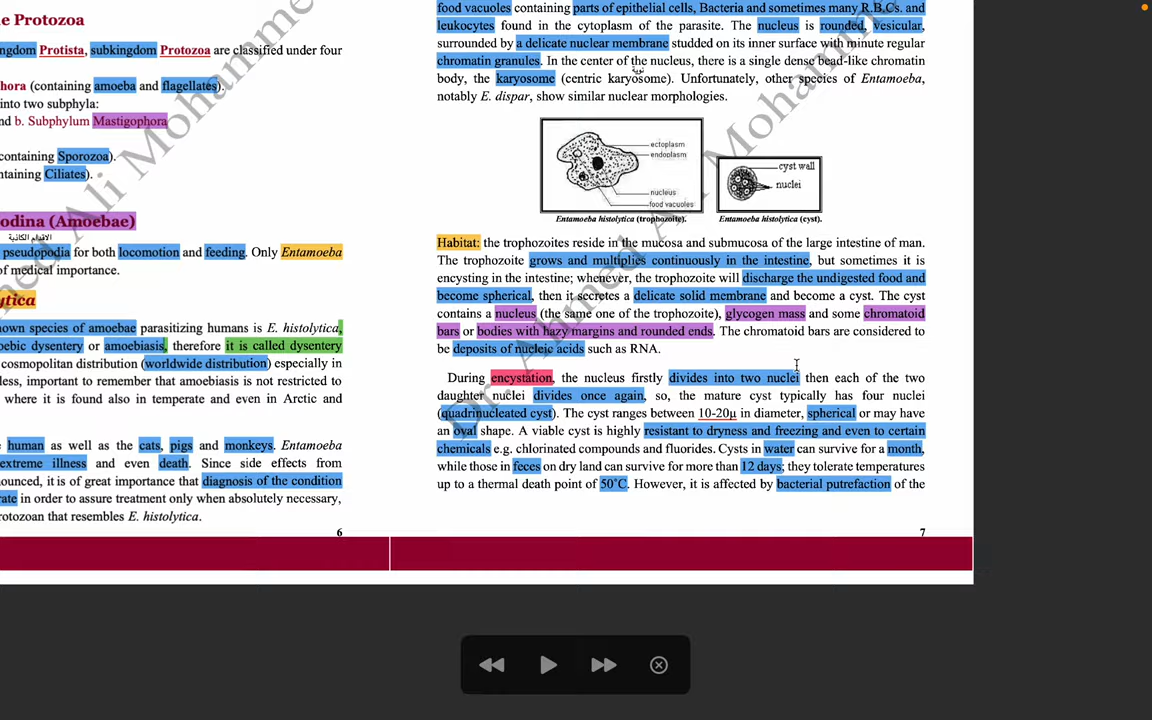 e Protozoa
ngdom Protista, subkingdom Protozoa are classified under four
hora (containing amoeba and flagellates).
into two subphyla:
nd b. Subphylum Mastigophora
containing Sporozoa).
ntaining Ciliates).
odina (Amoebae)
الاقدام الكاذبة
pseudopodia for both locomotion and feeding. Only Entamoeba
of medical importance.
ytica
nown species of amoebae parasitizing humans is E. histolytica,
oebic dysentery or amoebiasis, therefore it is called dysentery
cosmopolitan distribution (worldwide distribution) especially in
less, important to remember that amoebiasis is not restricted to
where it is found also in temperate and even in Arctic and
e human as well as the cats, pigs and monkeys. Entamoeba
extreme illness and even death. Since side effects from
nounced, it is of great importance that diagnosis of the condition
rate in order to assure treatment only when absolutely necessary,
rotozoan that resembles E. histolytica.
6
food vacuoles containing parts of epithelial cells, Bacteria and sometimes many R.B.Cs. and
leukocytes found in the cytoplasm of the parasite. The nucleus is rounded, vesicular,
surrounded by a delicate nuclear membrane studded on its inner surface with minute regular
chromatin granules. In the center of the nucleus, there is a single dense bead-like chromatin
body, the karyosome (centric karyosome). Unfortunately, other species of Entamoeba,
notably E. dispar, show similar nuclear morphologies.
ectoplasm
endoplasm
nucleus
food vacuoles
Entamoeba histolytica (trophozoite).
cyst wall
nuclei
Entamoeba histolytica (cyst).
Habitat: the trophozoites reside in the mucosa and submucosa of the large intestine of man.
The trophozoite grows and multiplies continuously in the intestine, but sometimes it is
encysting in the intestine; whenever, the trophozoite will discharge the undigested food and
become spherical, then it secretes a delicate solid membrane and become a cyst. The cyst
contains a nucleus (the same one of the trophozoite), glycogen mass and some chromatoid
bars or bodies with hazy margins and rounded ends. The chromatoid bars are considered to
be deposits of nucleic acids such as RNA.
During encystation, the nucleus firstly divides into two nuclei then each of the two
daughter nuclei divides once again, so, the mature cyst typically has four nuclei
(quadrinucleated cyst). The cyst ranges between 10-20µ in diameter, spherical or may have
an oval shape. A viable cyst is highly resistant to dryness and freezing and even to certain
chemicals e.g. chlorinated compounds and fluorides. Cysts in water can survive for a month,
while those in feces on dry land can survive for more than 12 days; they tolerate temperatures
up to a thermal death point of 50˚C. However, it is affected by bacterial putrefaction of the
7
med Ali Mohamme
Dr. Ahmed Ali Mohamm